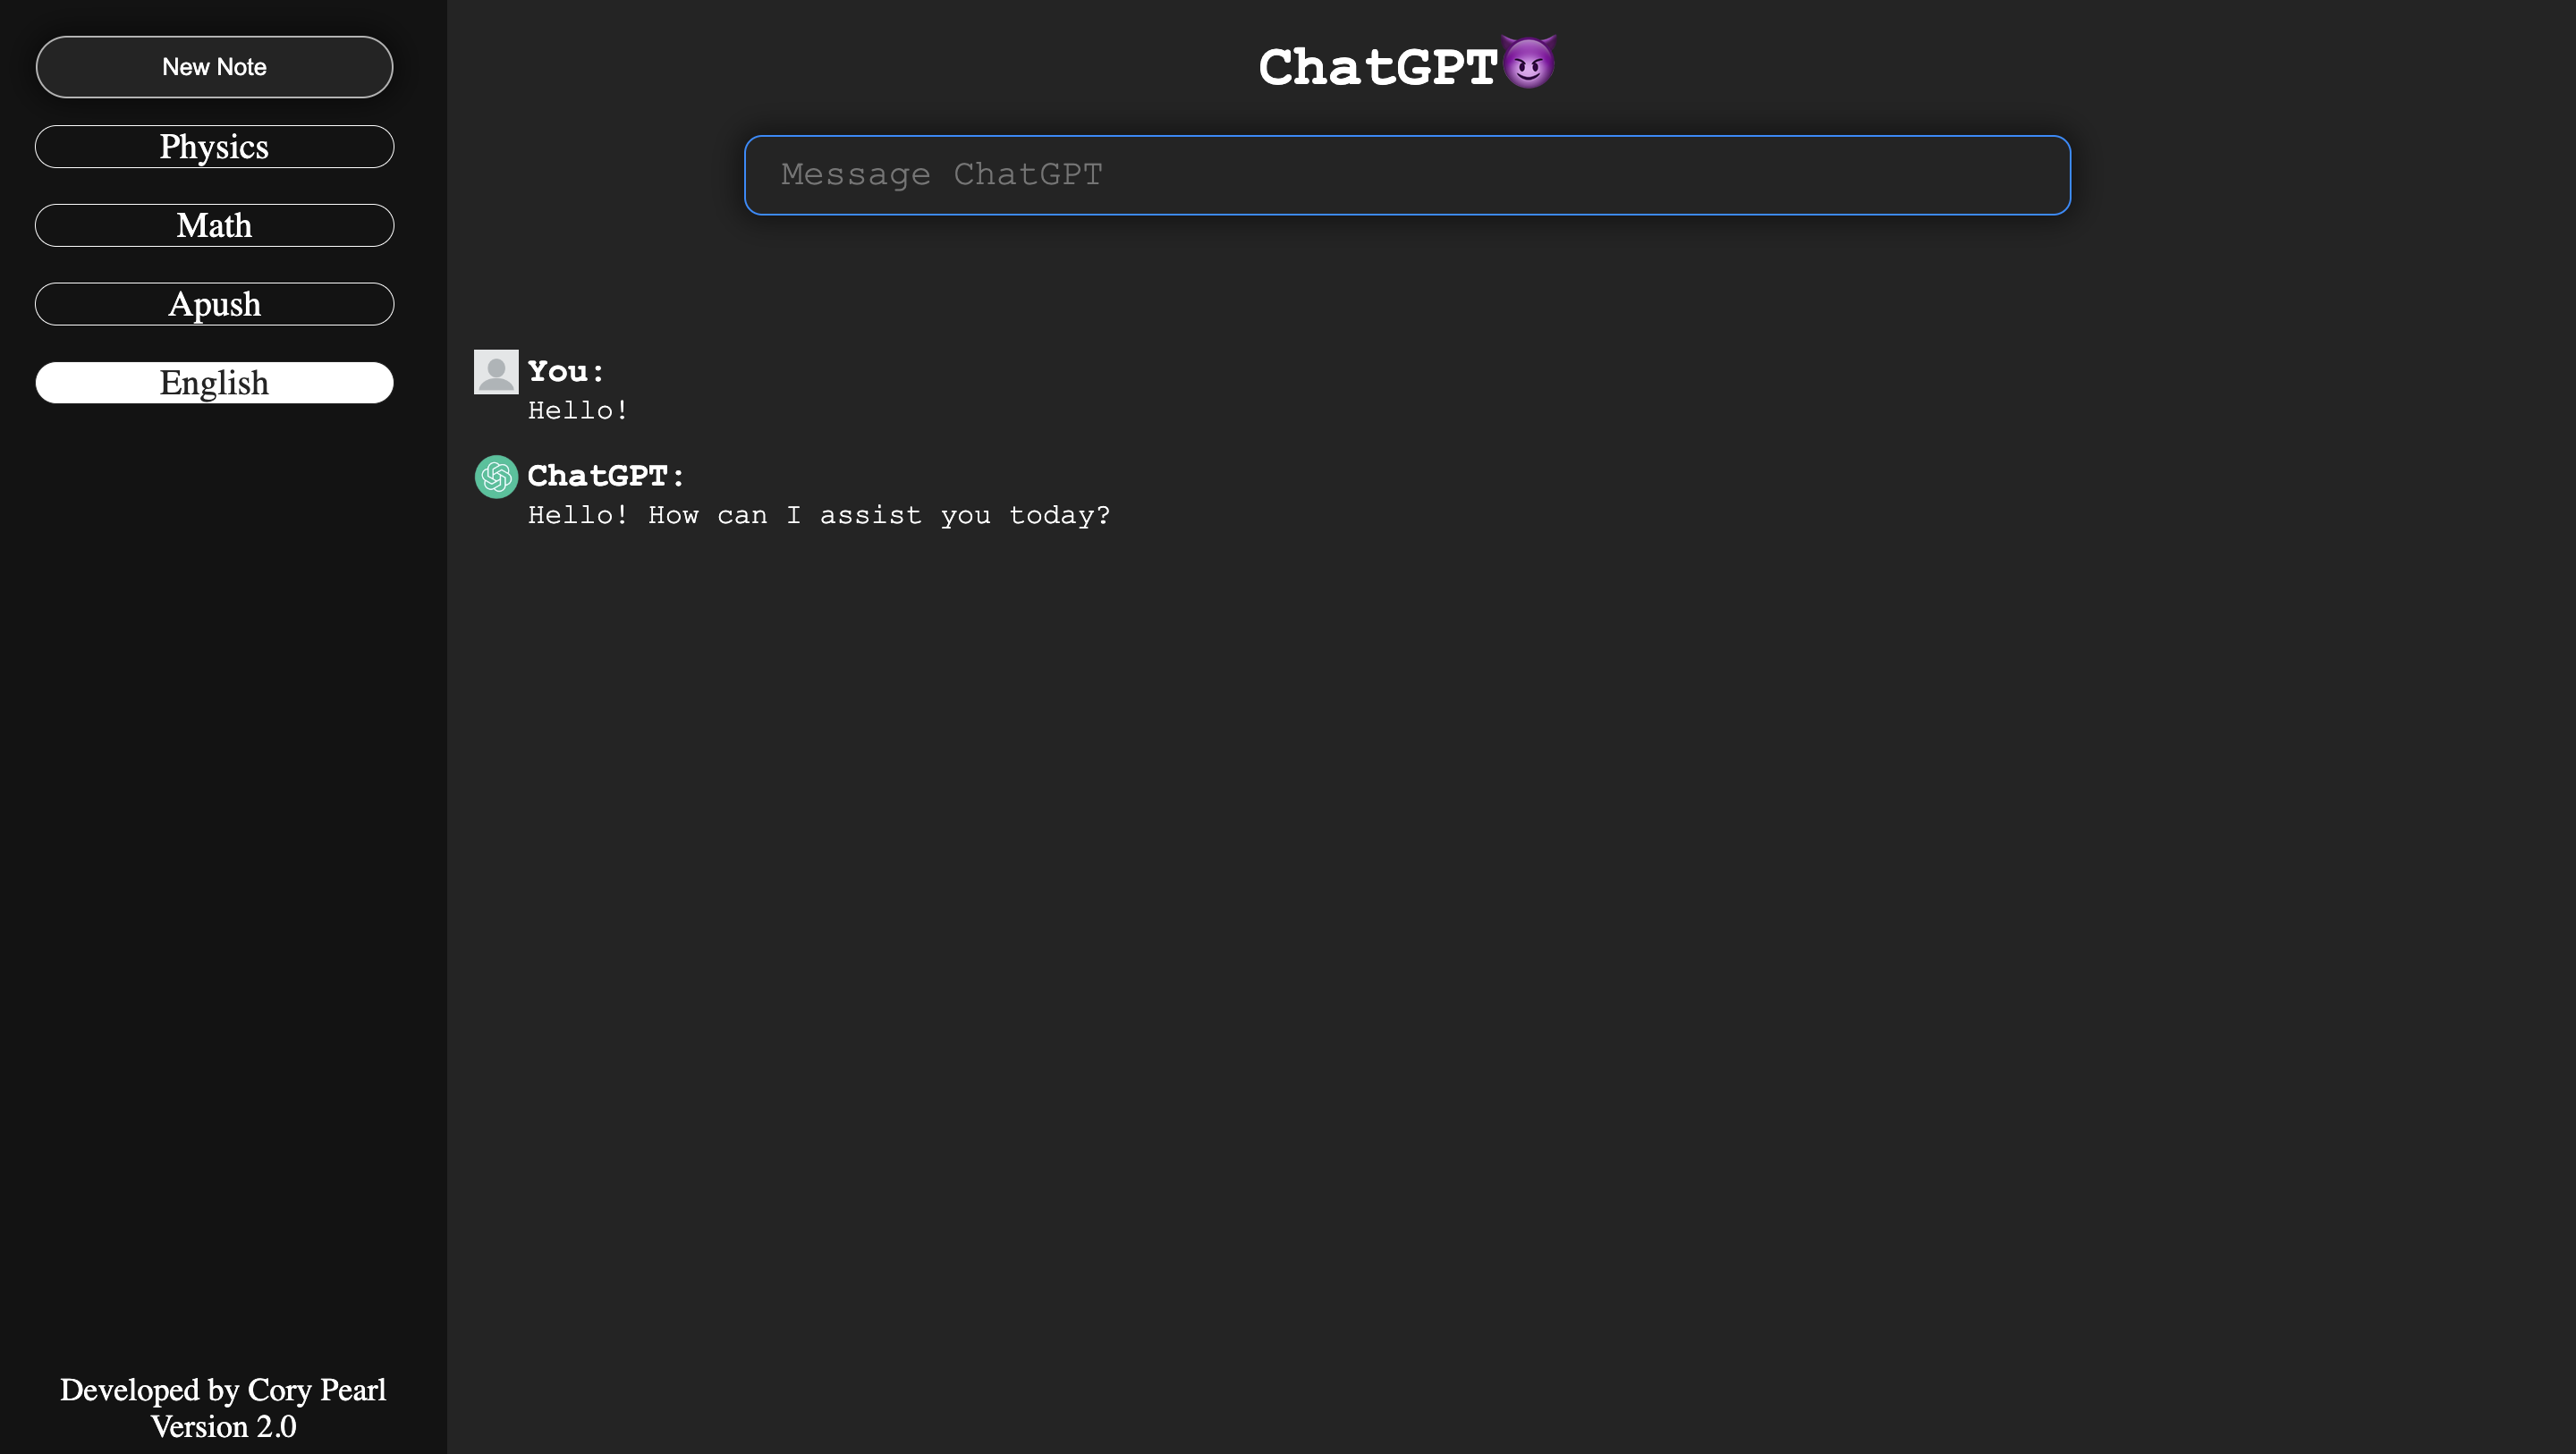 New Note
Physics
Math
Apush
English
Developed by Cory Pearl
Version 2.0
ChatGPT😈
Message ChatGPT
You:
Hello!
ChatGPT:
Hello! How can I assist you today?